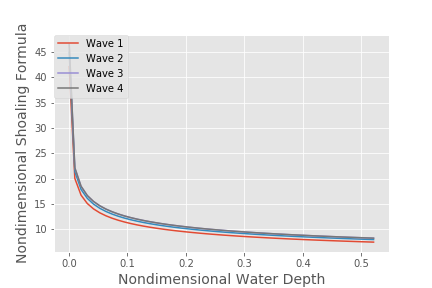 Wave 1
Wave 2
Wave 3
Wave 4
45
40
35
30
25
20
15
10
0.0 0.1 0.2 0.3 0.4 0.5
Nondimensional Water Depth
Nondimensional Shoaling Formula